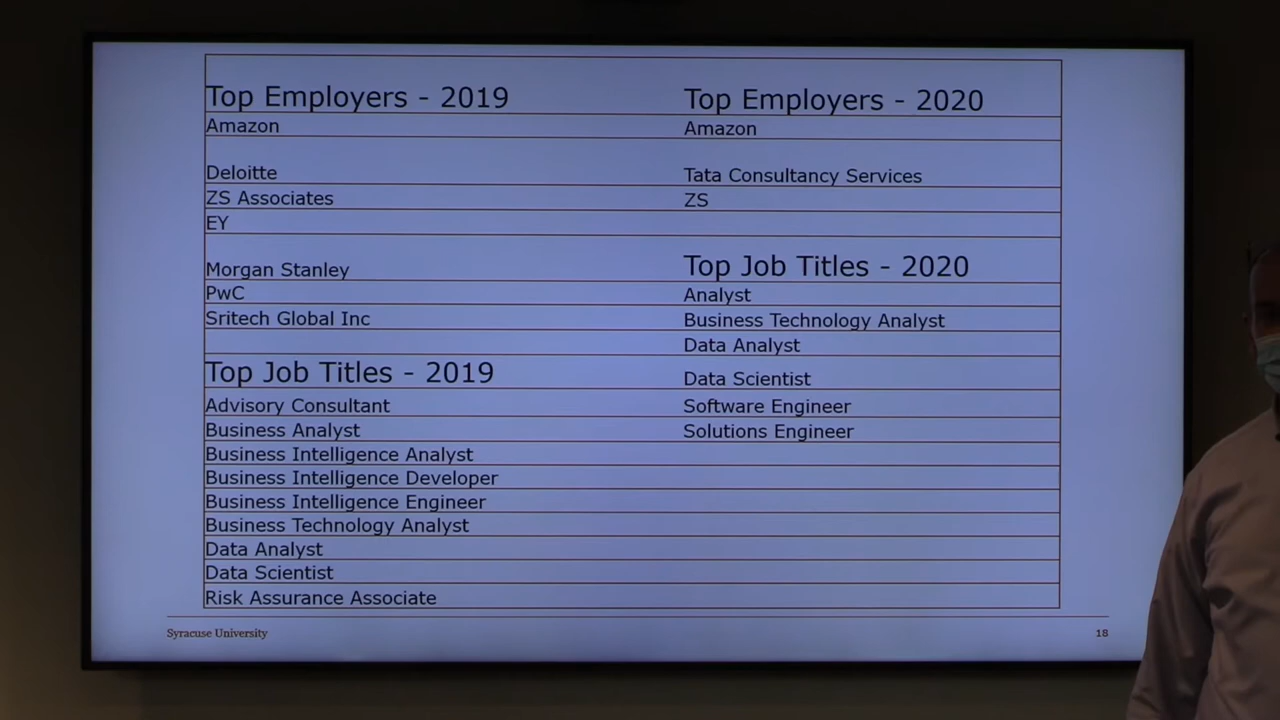 Top Employers - 2019
Amazon
Deloitte
ZS Associates
EY
Morgan Stanley
PwC
Sritech Global Inc
Top Job Titles - 2019
Advisory Consultant
Business Analyst
Business Intelligence Analyst
Business Intelligence Developer
Business Intelligence Engineer
Business Technology Analyst
Data Analyst
Data Scientist
Risk Assurance Associate
Top Employers - 2020
Amazon
Tata Consultancy Services
ZS
Top Job Titles - 2020
Analyst
Business Technology Analyst
Data Analyst
Data Scientist
Software Engineer
Solutions Engineer
Syracuse University
18